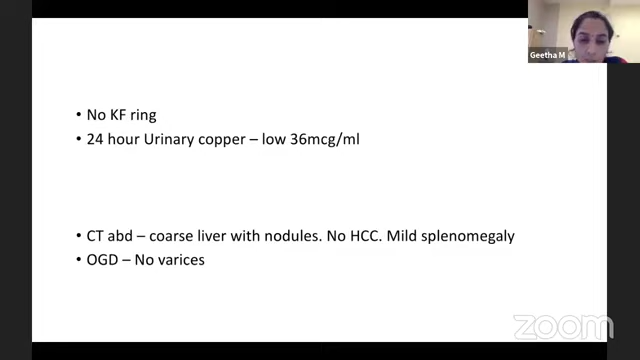 Geetha M
• No KF ring
• 24 hour Urinary copper – low 36mcg/ml
• CT abd – coarse liver with nodules. No HCC. Mild splenomegaly
• OGD – No varices
zoom